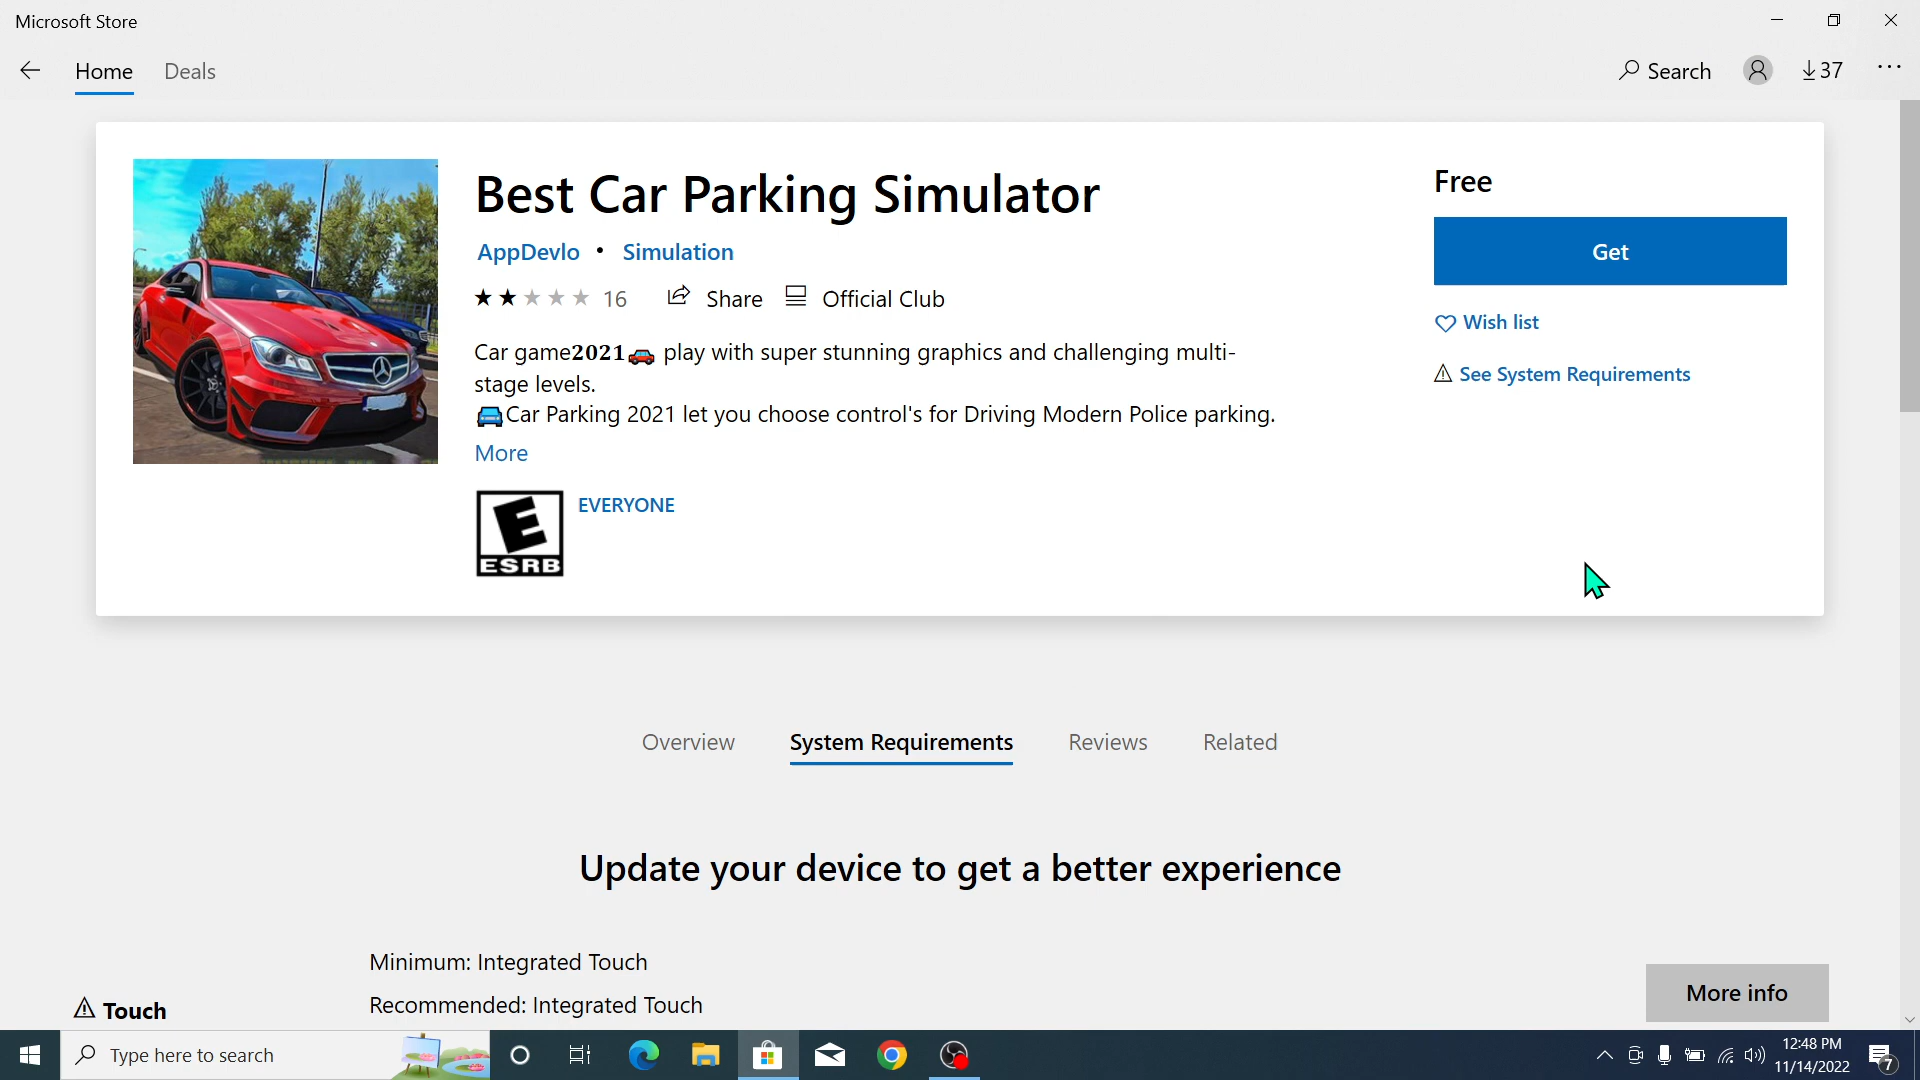 Microsoft Store
Home Deals
Search
37
Best Car Parking Simulator
AppDevlo • Simulation
16 Share Official Club
Car game2021🚗 play with super stunning graphics and challenging multi-
stage levels.
🚘Car Parking 2021 let you choose control's for Driving Modern Police parking.
More
E
ESRB
EVERYONE
Free
Get
Wish list
See System Requirements
Overview System Requirements Reviews Related
Update your device to get a better experience
Touch
Minimum: Integrated Touch
Recommended: Integrated Touch
More info
Type here to search
12:48 PM
11/14/2022
7